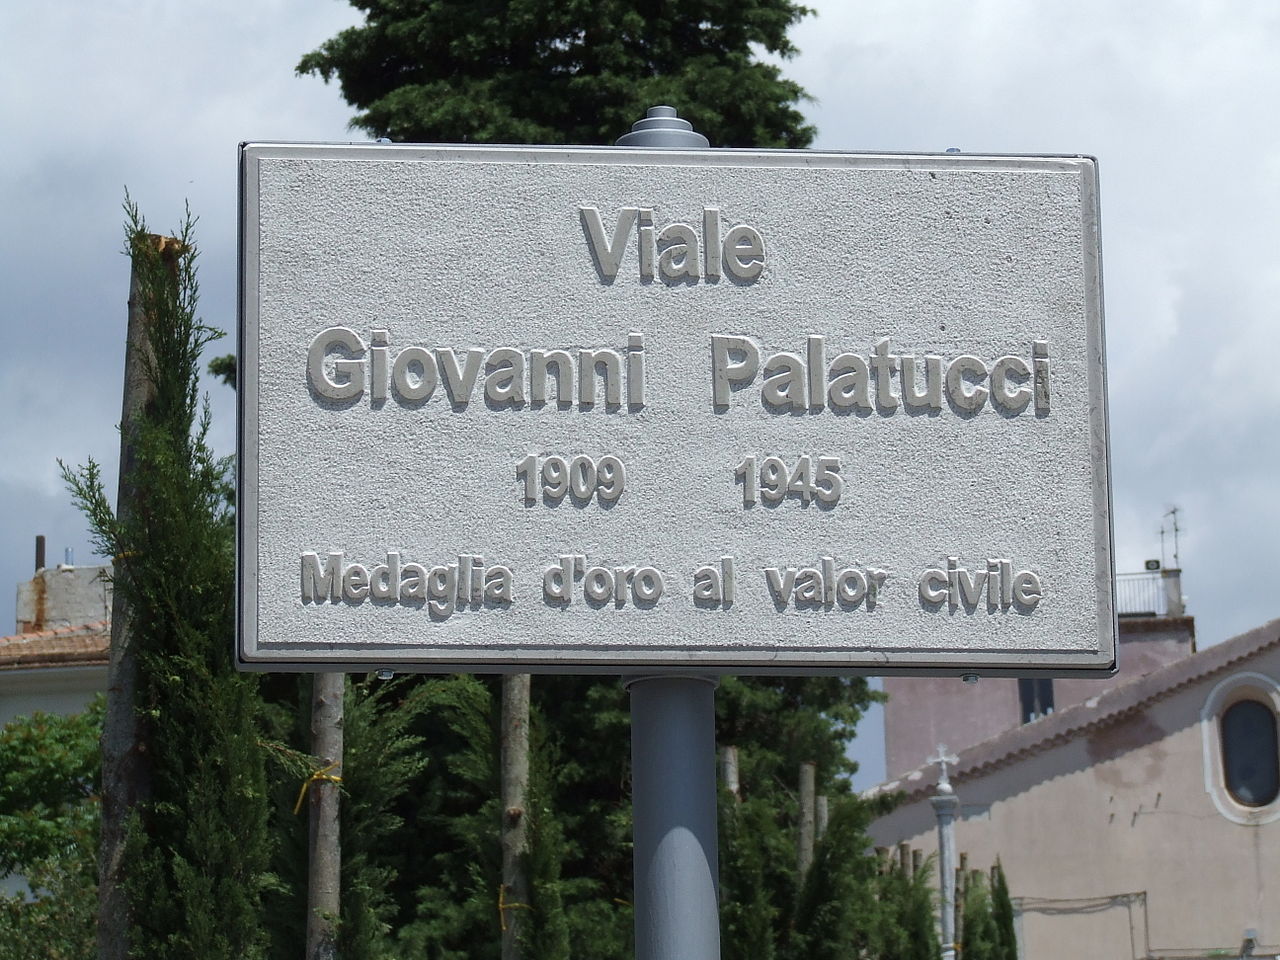 Viale
Giovanni Palatucci
1909 1945
Medaglia d'oro al valor civile